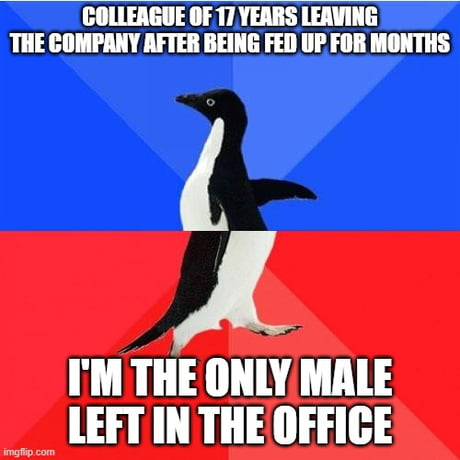 COLLEAGUE OF 17 YEARS LEAVING
THE COMPANY AFTER BEING FED UP FOR MONTHS
I'M THE ONLY MALE
LEFT IN THE OFFICE
imgflip.com